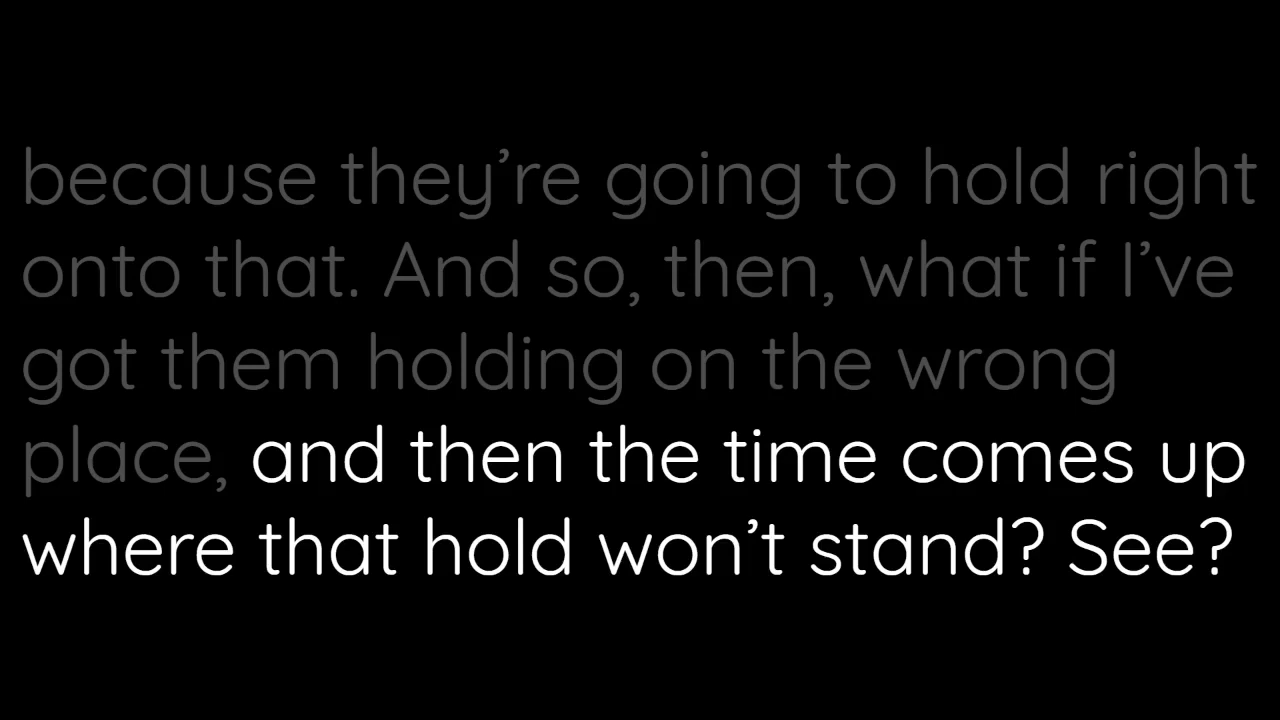 because they’re going to hold right
onto that. And so, then, what if I’ve
got them holding on the wrong
place, and then the time comes up
where that hold won’t stand? See?